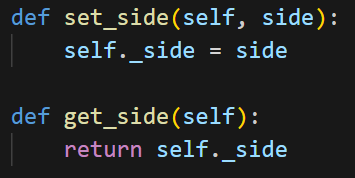 def set_side(self, side):
    self._side = side
def get_side(self):
    return self._side